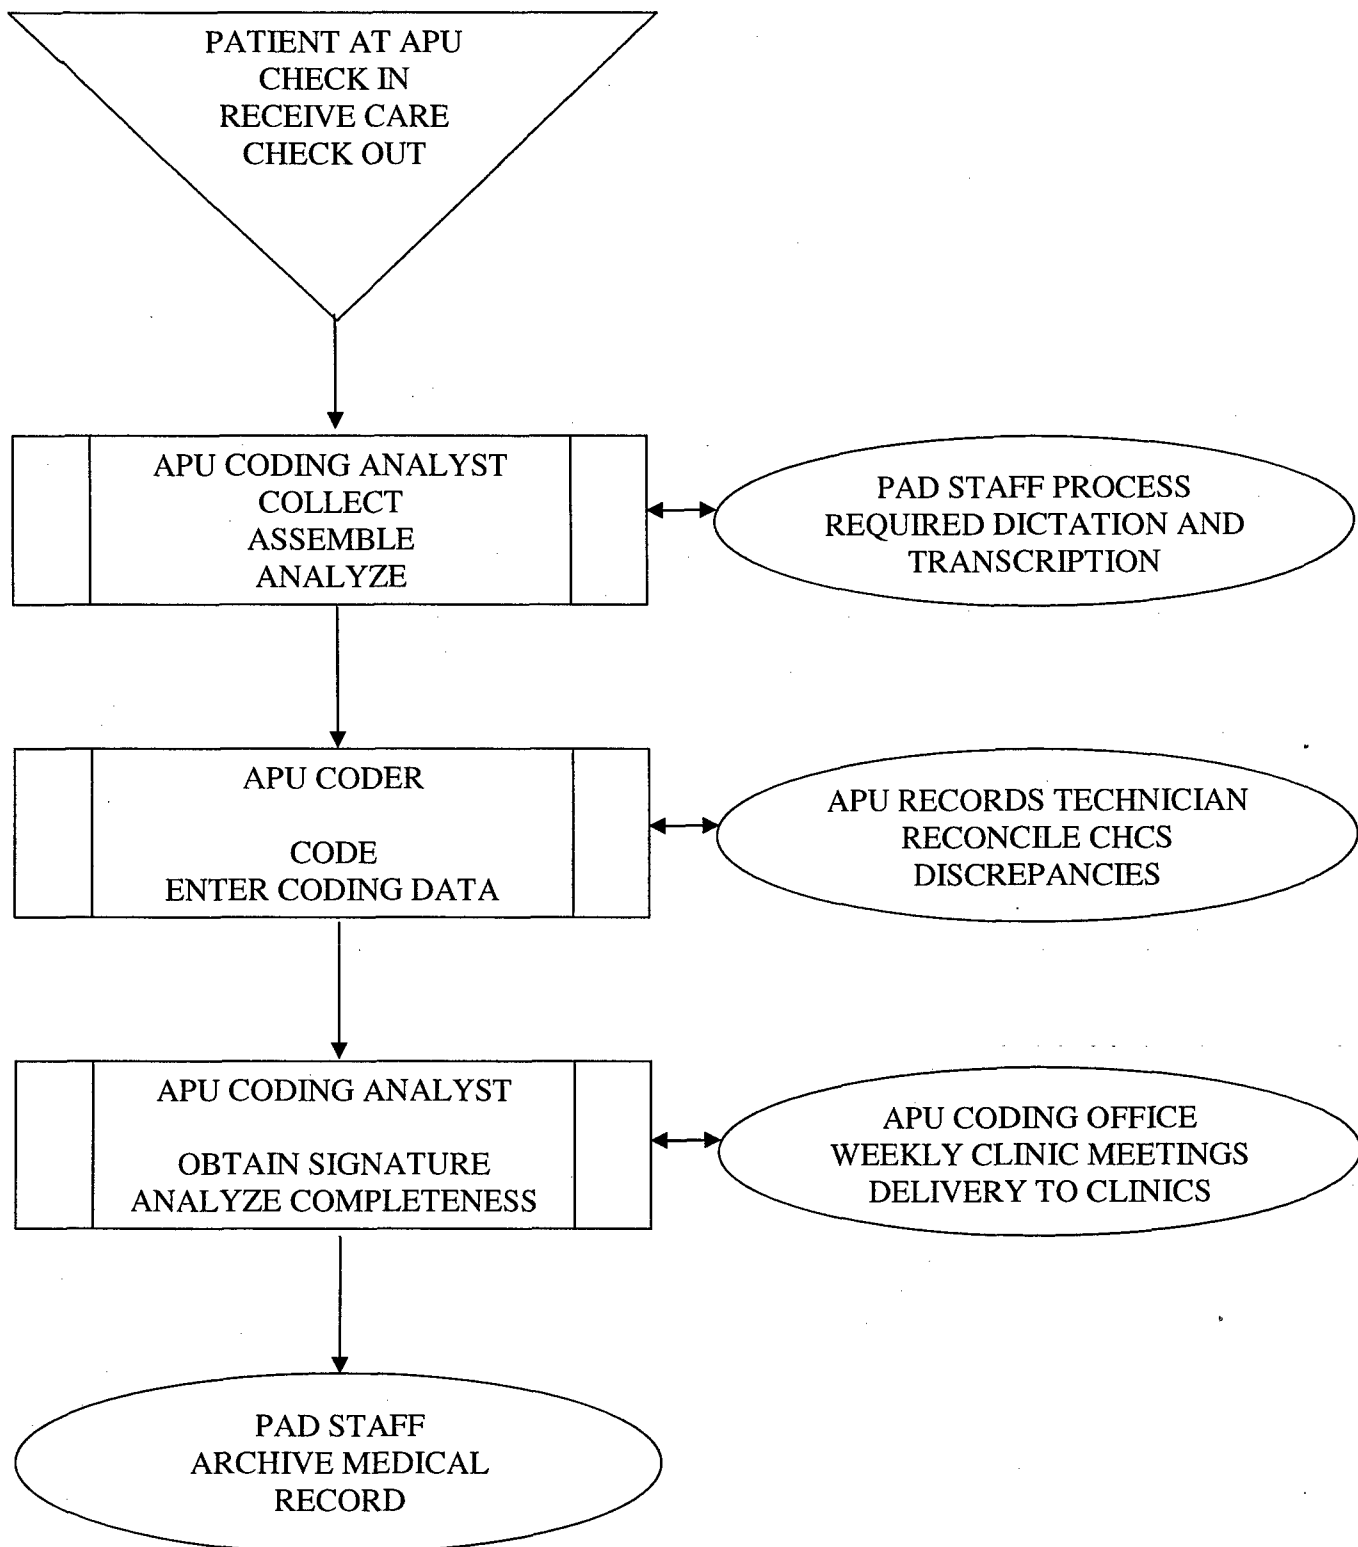 PATIENT AT APU
CHECK IN
RECEIVE CARE
CHECK OUT
APU CODING ANALYST
COLLECT
ASSEMBLE
ANALYZE
PAD STAFF PROCESS
REQUIRED DICTATION AND
TRANSCRIPTION
APU CODER
CODE
ENTER CODING DATA
APU RECORDS TECHNICIAN
RECONCILE CHCS
DISCREPANCIES
APU CODING ANALYST
OBTAIN SIGNATURE
ANALYZE COMPLETENESS
APU CODING OFFICE
WEEKLY CLINIC MEETINGS
DELIVERY TO CLINICS
PAD STAFF
ARCHIVE MEDICAL
RECORD